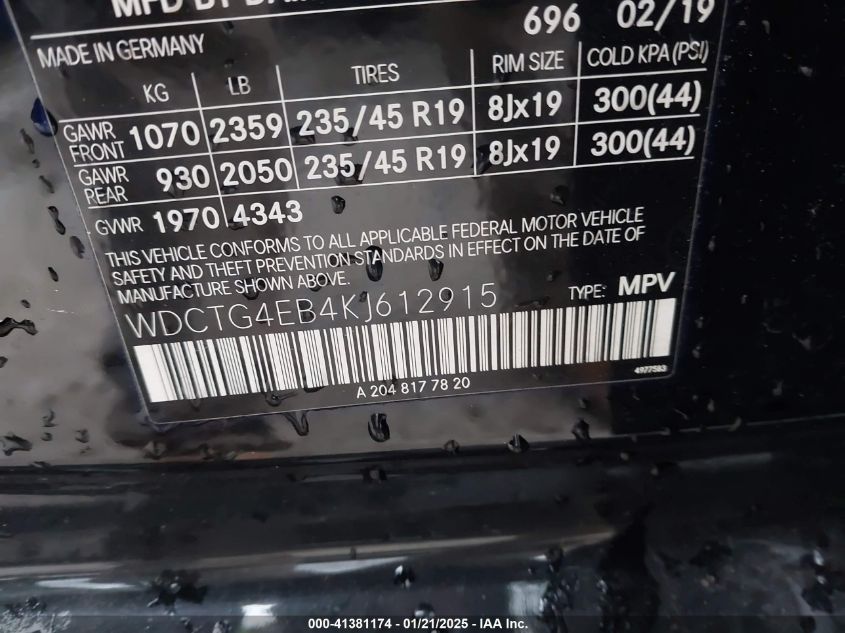 MFD BY
696 02/19
MADE IN GERMANY
KG LB TIRES RIM SIZE COLD KPA (PSI)
GAWR FRONT 1070 2359 235/45 R19 8Jx19 300(44)
GAWR REAR 930 2050 235/45 R19 8Jx19 300(44)
GVWR 1970 4343
THIS VEHICLE CONFORMS TO ALL APPLICABLE FEDERAL MOTOR VEHICLE
SAFETY AND THEFT PREVENTION STANDARDS IN EFFECT ON THE DATE OF
MANUFACTURE SHOWN ABOVE.
WDCTG4EB4KJ612915 TYPE: MPV
A 204 817 78 20
4977583
000-41381174 - 01/21/2025 - IAA Inc.